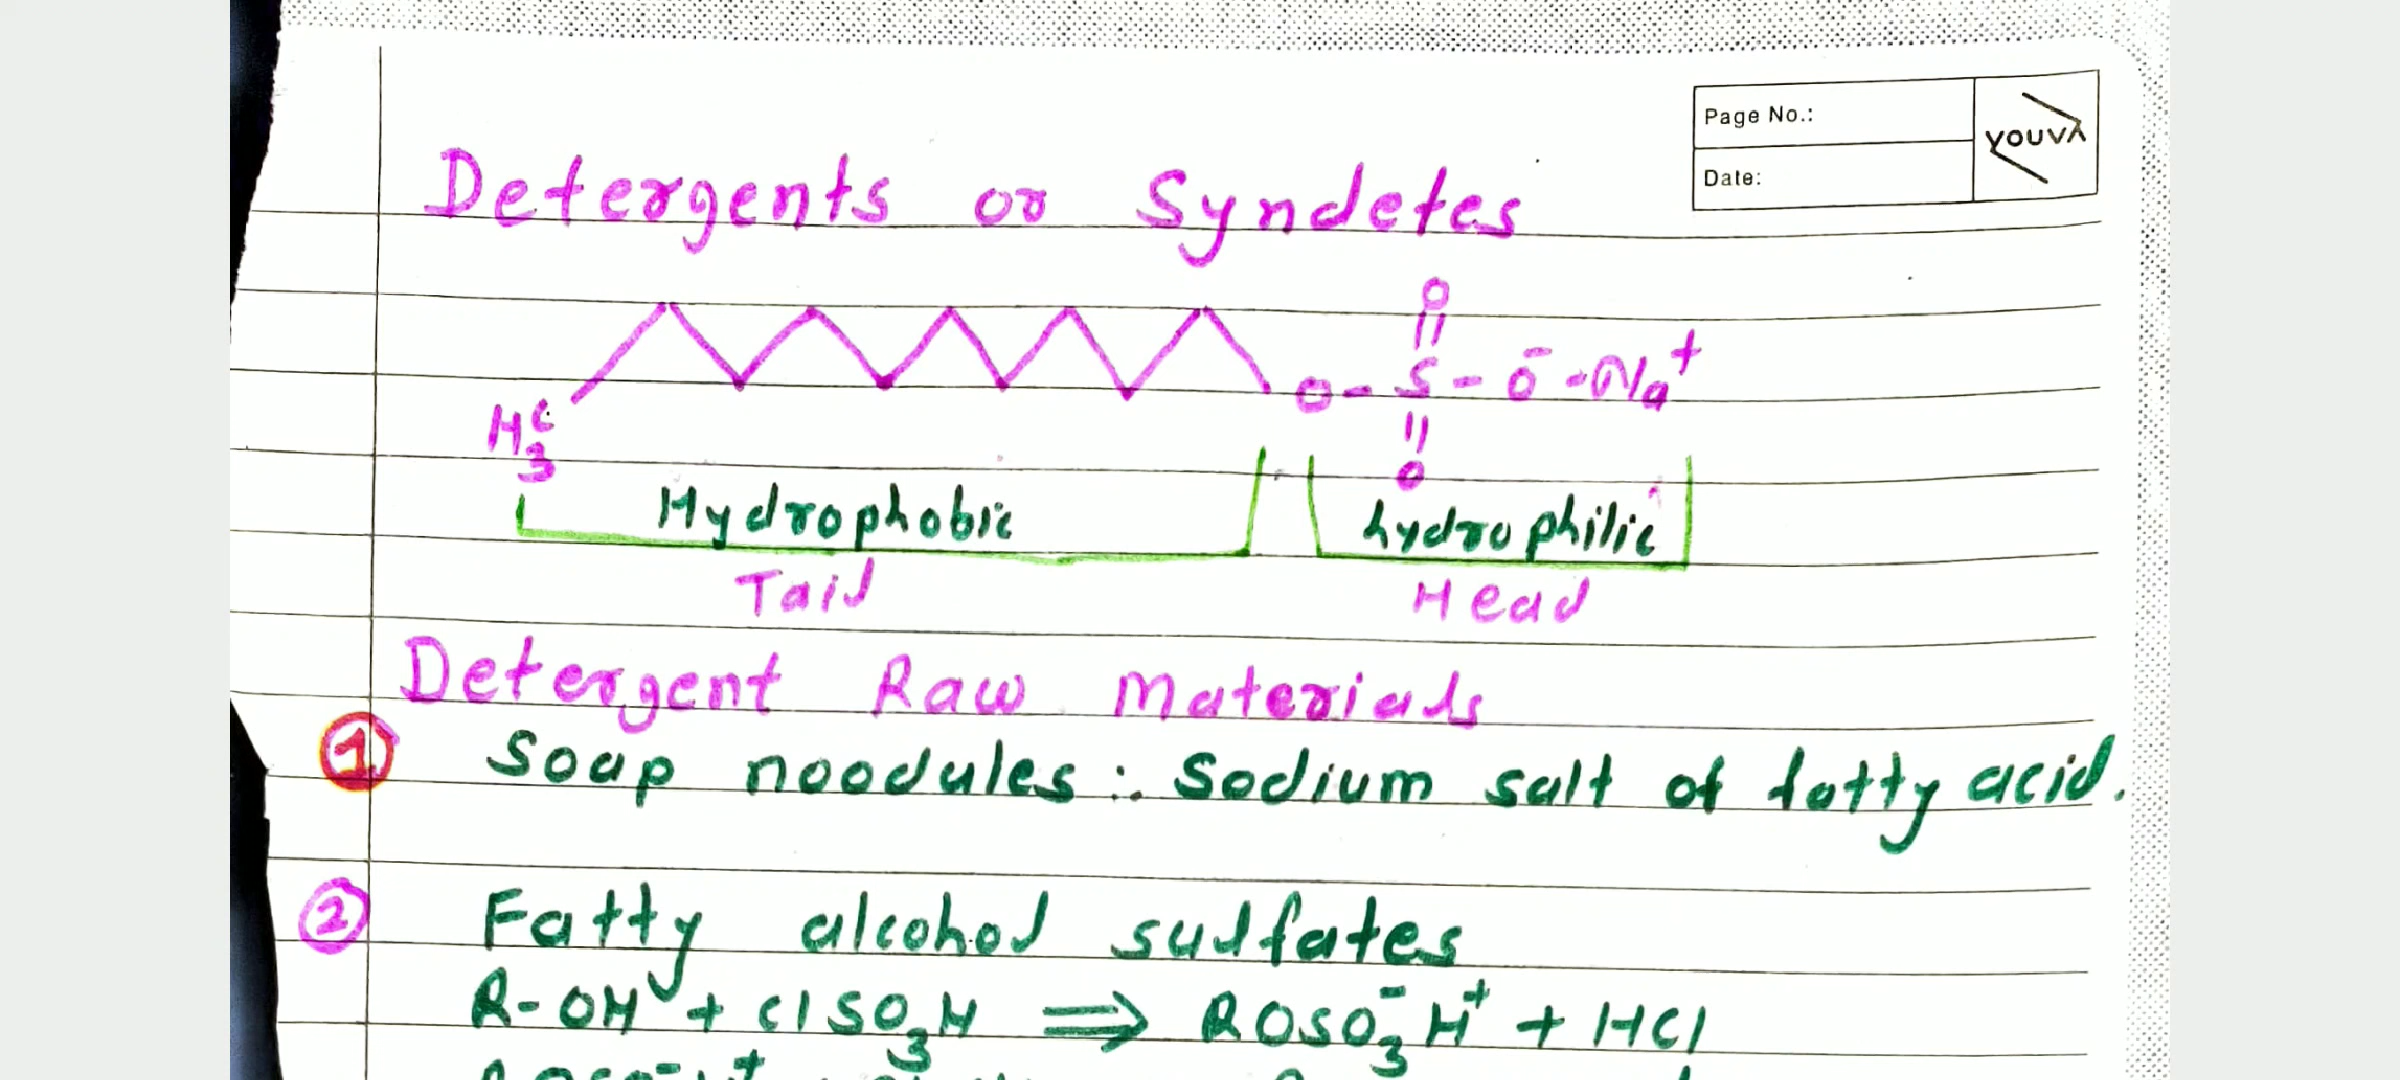 Page No.:
Date:
YOUVA
Detergents or Syndetes
O
||
H3C O - S - O⁻ - Na⁺
||
O
Hydrophobic hydrophilic
Tail Head
Detergent Raw Materials
① Soap noodules :. Sodium salt of fatty acid.
② Fatty alcohol sulfates
R-OH + ClSO₃H ⟹ ROSO₃⁻H⁺ + HCl